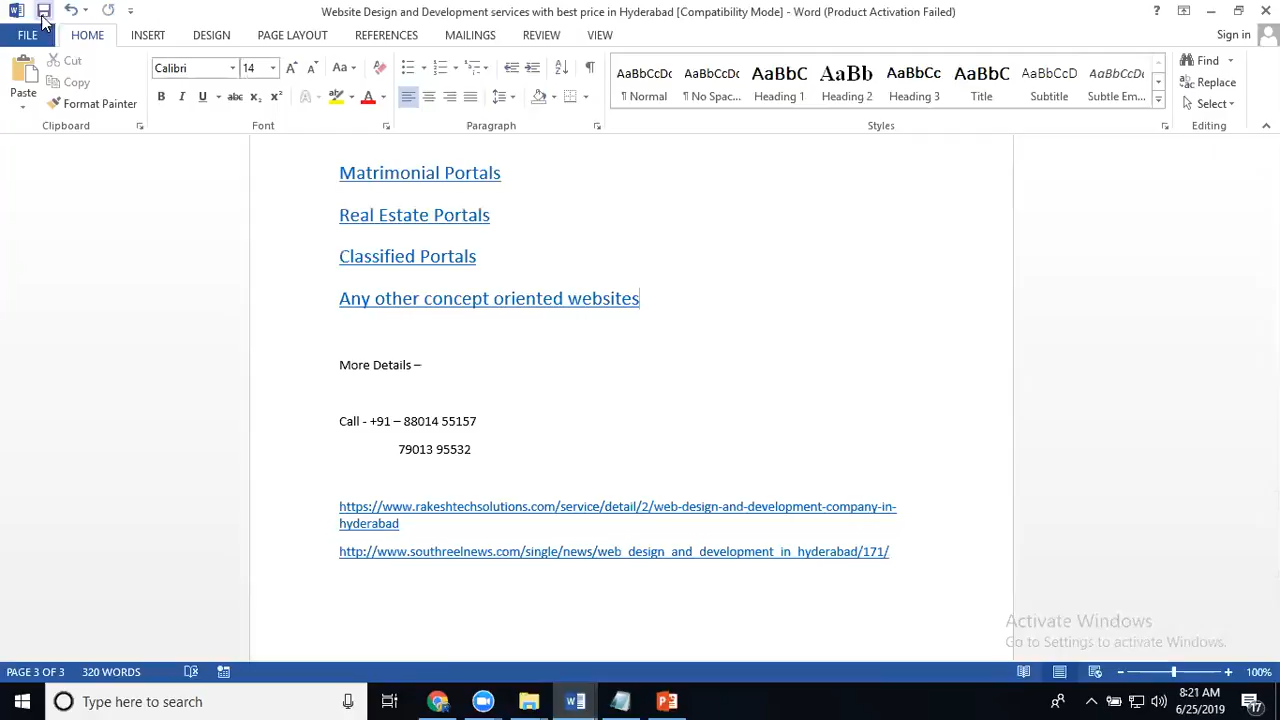 Website Design and Development services with best price in Hyderabad [Compatibility Mode] - Word (Product Activation Failed)
?
FILE HOME INSERT DESIGN PAGE LAYOUT REFERENCES MAILINGS REVIEW VIEW Sign in
Paste
Cut
Copy
Format Painter
Calibri 14
Aa
B I U abc x₂ x²
A A
AaBbCcDc AaBbCcDc AaBbC AaBb AaBbCc AaBbC AaBbCcD AaBbCcDc
¶ Normal ¶ No Spac... Heading 1 Heading 2 Heading 3 Title Subtitle Subtle Em...
Find
Replace
Select
Clipboard Font Paragraph Styles Editing
Matrimonial Portals
Real Estate Portals
Classified Portals
Any other concept oriented websites
More Details –
Call - +91 – 88014 55157
79013 95532
https://www.rakeshtechsolutions.com/service/detail/2/web-design-and-development-company-in-
hyderabad
http://www.southreelnews.com/single/news/web_design_and_development_in_hyderabad/171/
Activate Windows
Go to Settings to activate Windows.
PAGE 3 OF 3 320 WORDS 100%
Type here to search
8:21 AM
6/25/2019
17